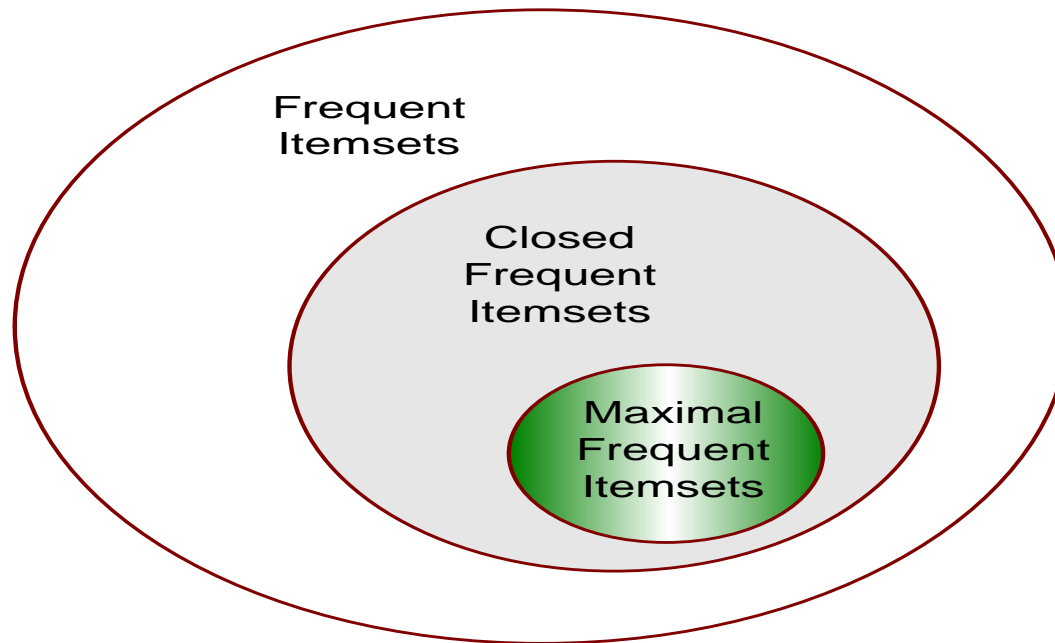 Frequent
Itemsets
Closed
Frequent
Itemsets
Maximal
Frequent
Itemsets